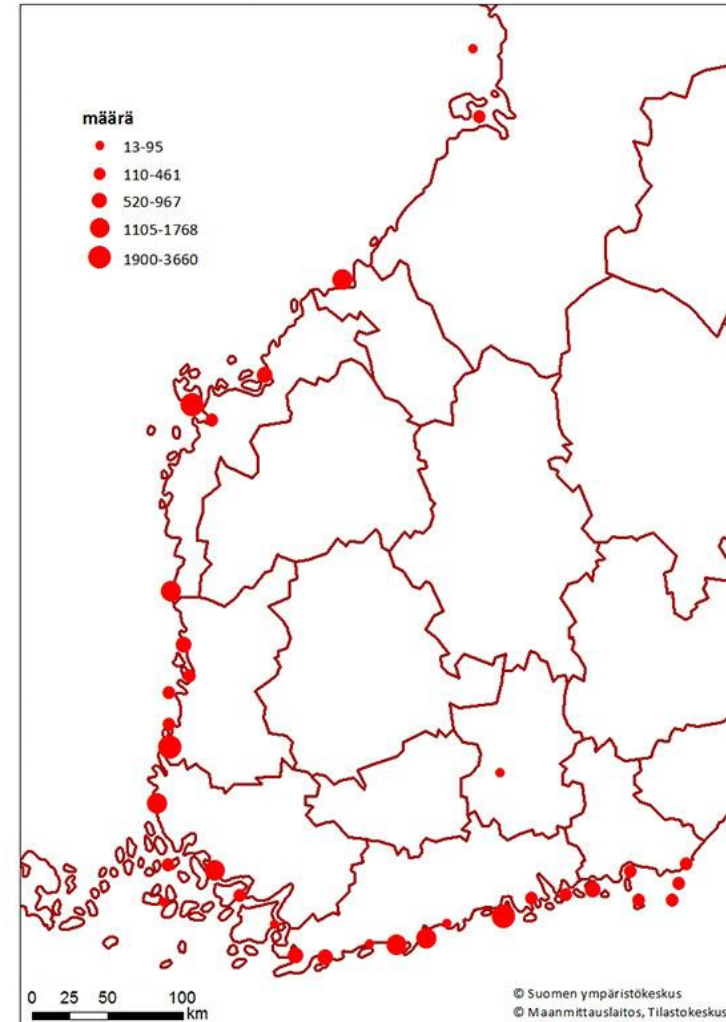 määrä
13-95
110-461
520-967
1105-1768
1900-3660
0 25 50 100
km
© Suomen ympäristökeskus
© Maanmittauslaitos, Tilastokeskus